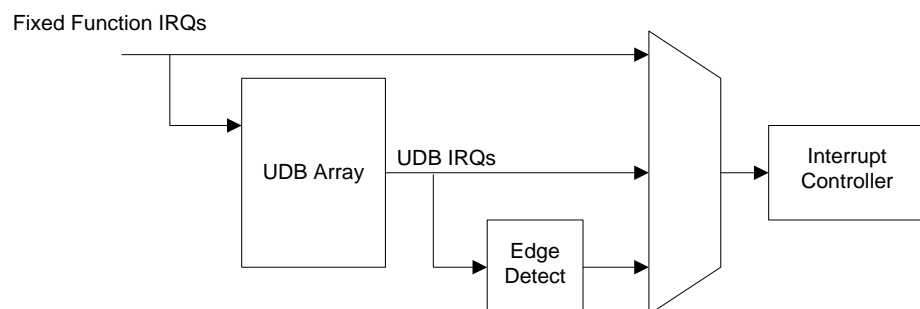 Fixed Function IRQs
UDB Array
UDB IRQs
Edge
Detect
Interrupt
Controller